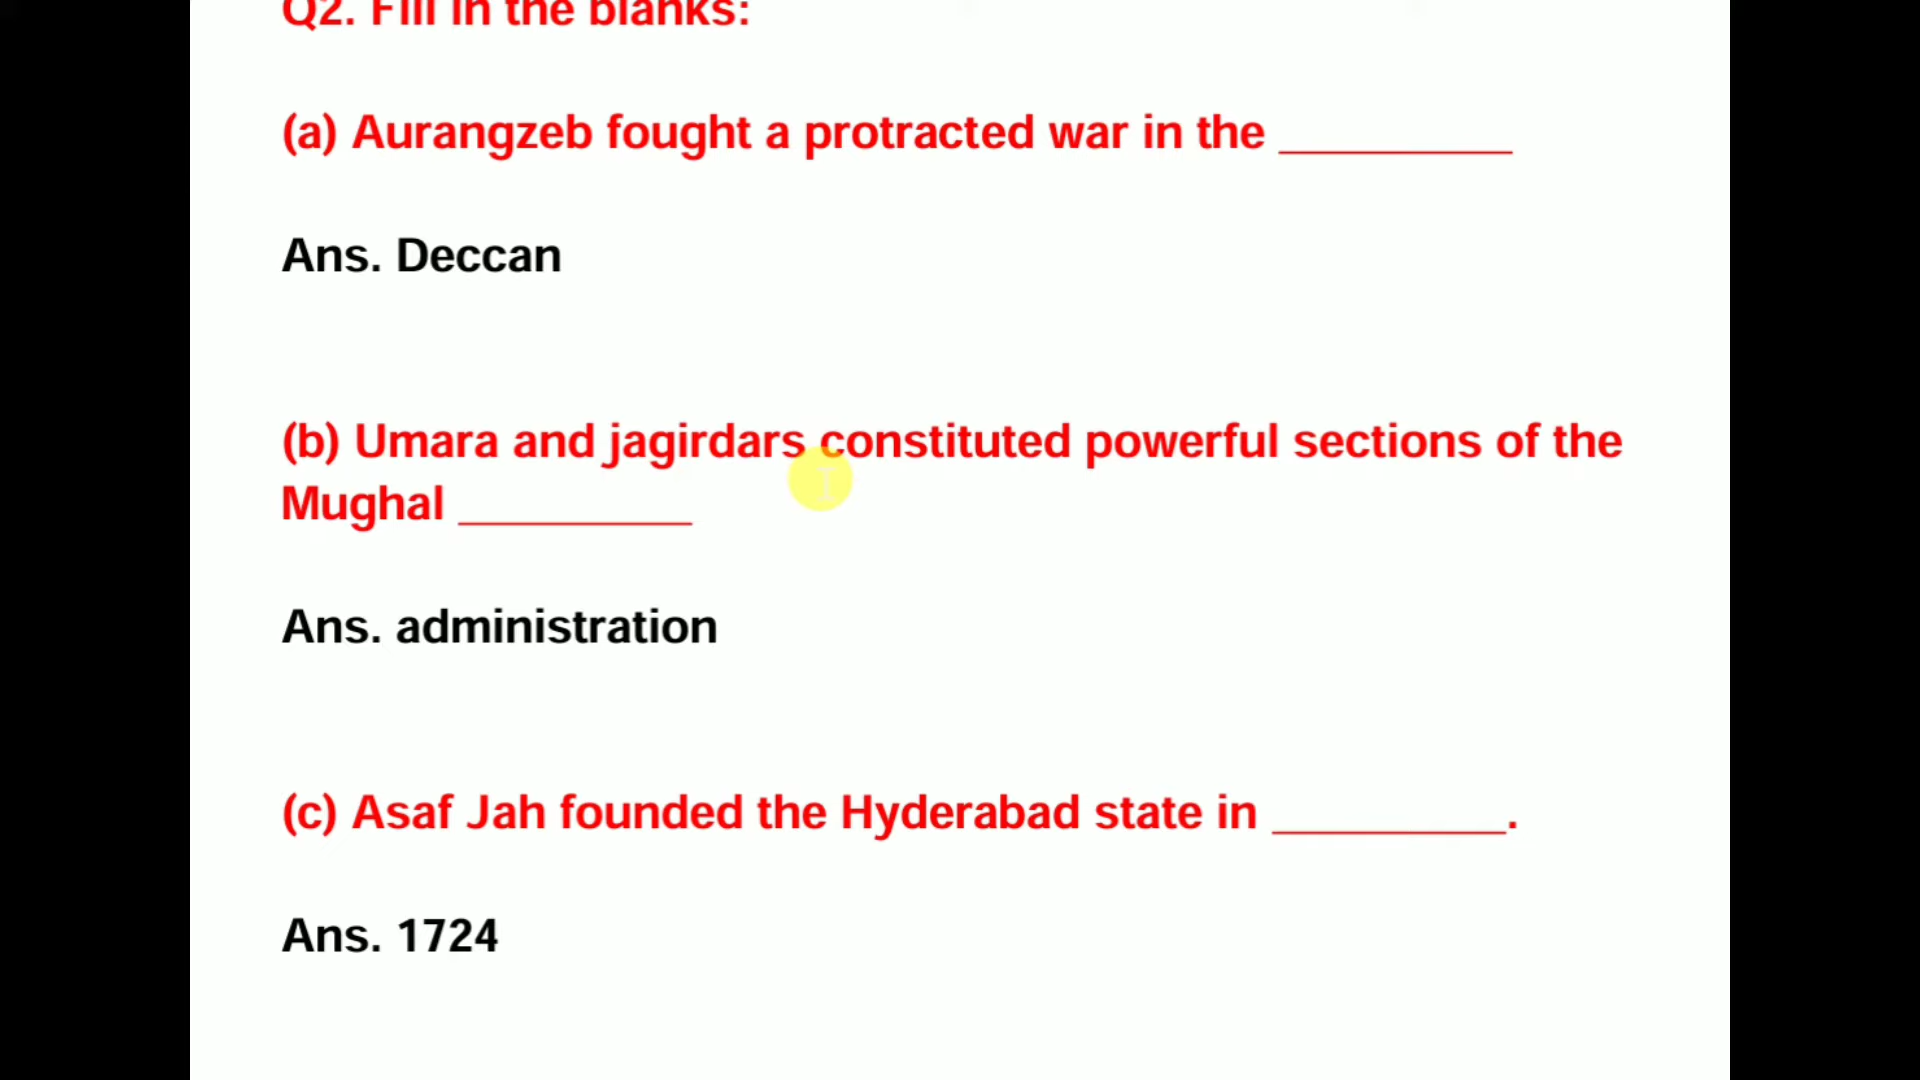 Q2. Fill in the blanks:
(a) Aurangzeb fought a protracted war in the __________
Ans. Deccan
(b) Umara and jagirdars constituted powerful sections of the
Mughal __________
Ans. administration
(c) Asaf Jah founded the Hyderabad state in __________.
Ans. 1724